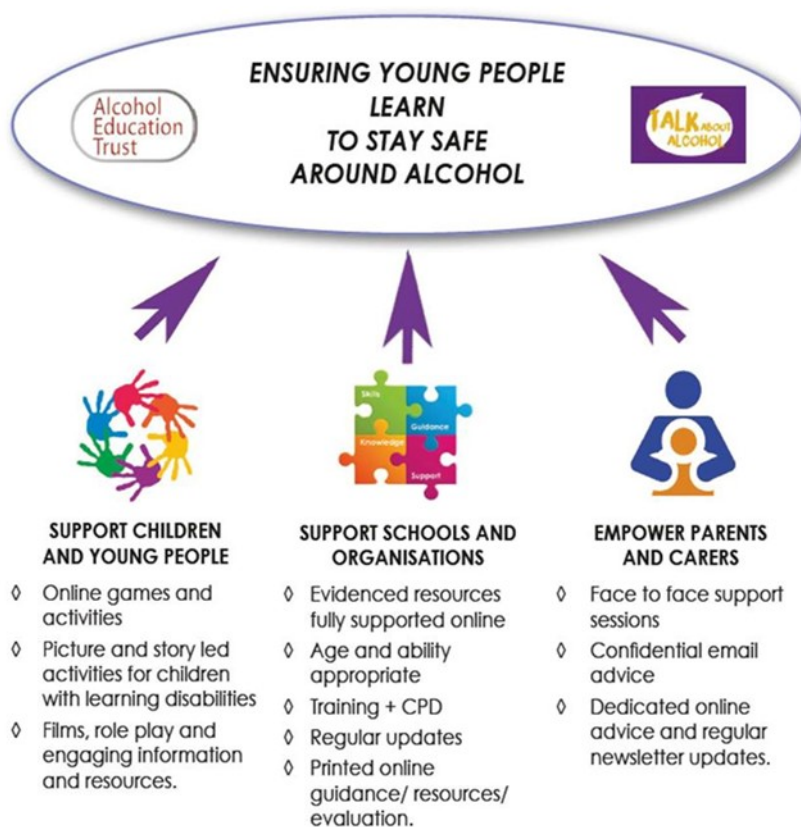 Alcohol
Education
Trust
ENSURING YOUNG PEOPLE
LEARN
TO STAY SAFE
AROUND ALCOHOL
TALK ABOUT
ALCOHOL
Skills
Guidance
Knowledge
Support
SUPPORT CHILDREN
AND YOUNG PEOPLE
◊ Online games and
activities
◊ Picture and story led
activities for children
with learning disabilities
◊ Films, role play and
engaging information
and resources.
SUPPORT SCHOOLS AND
ORGANISATIONS
◊ Evidenced resources
fully supported online
◊ Age and ability
appropriate
◊ Training + CPD
◊ Regular updates
◊ Printed online
guidance/ resources/
evaluation.
EMPOWER PARENTS
AND CARERS
◊ Face to face support
sessions
◊ Confidential email
advice
◊ Dedicated online
advice and regular
newsletter updates.